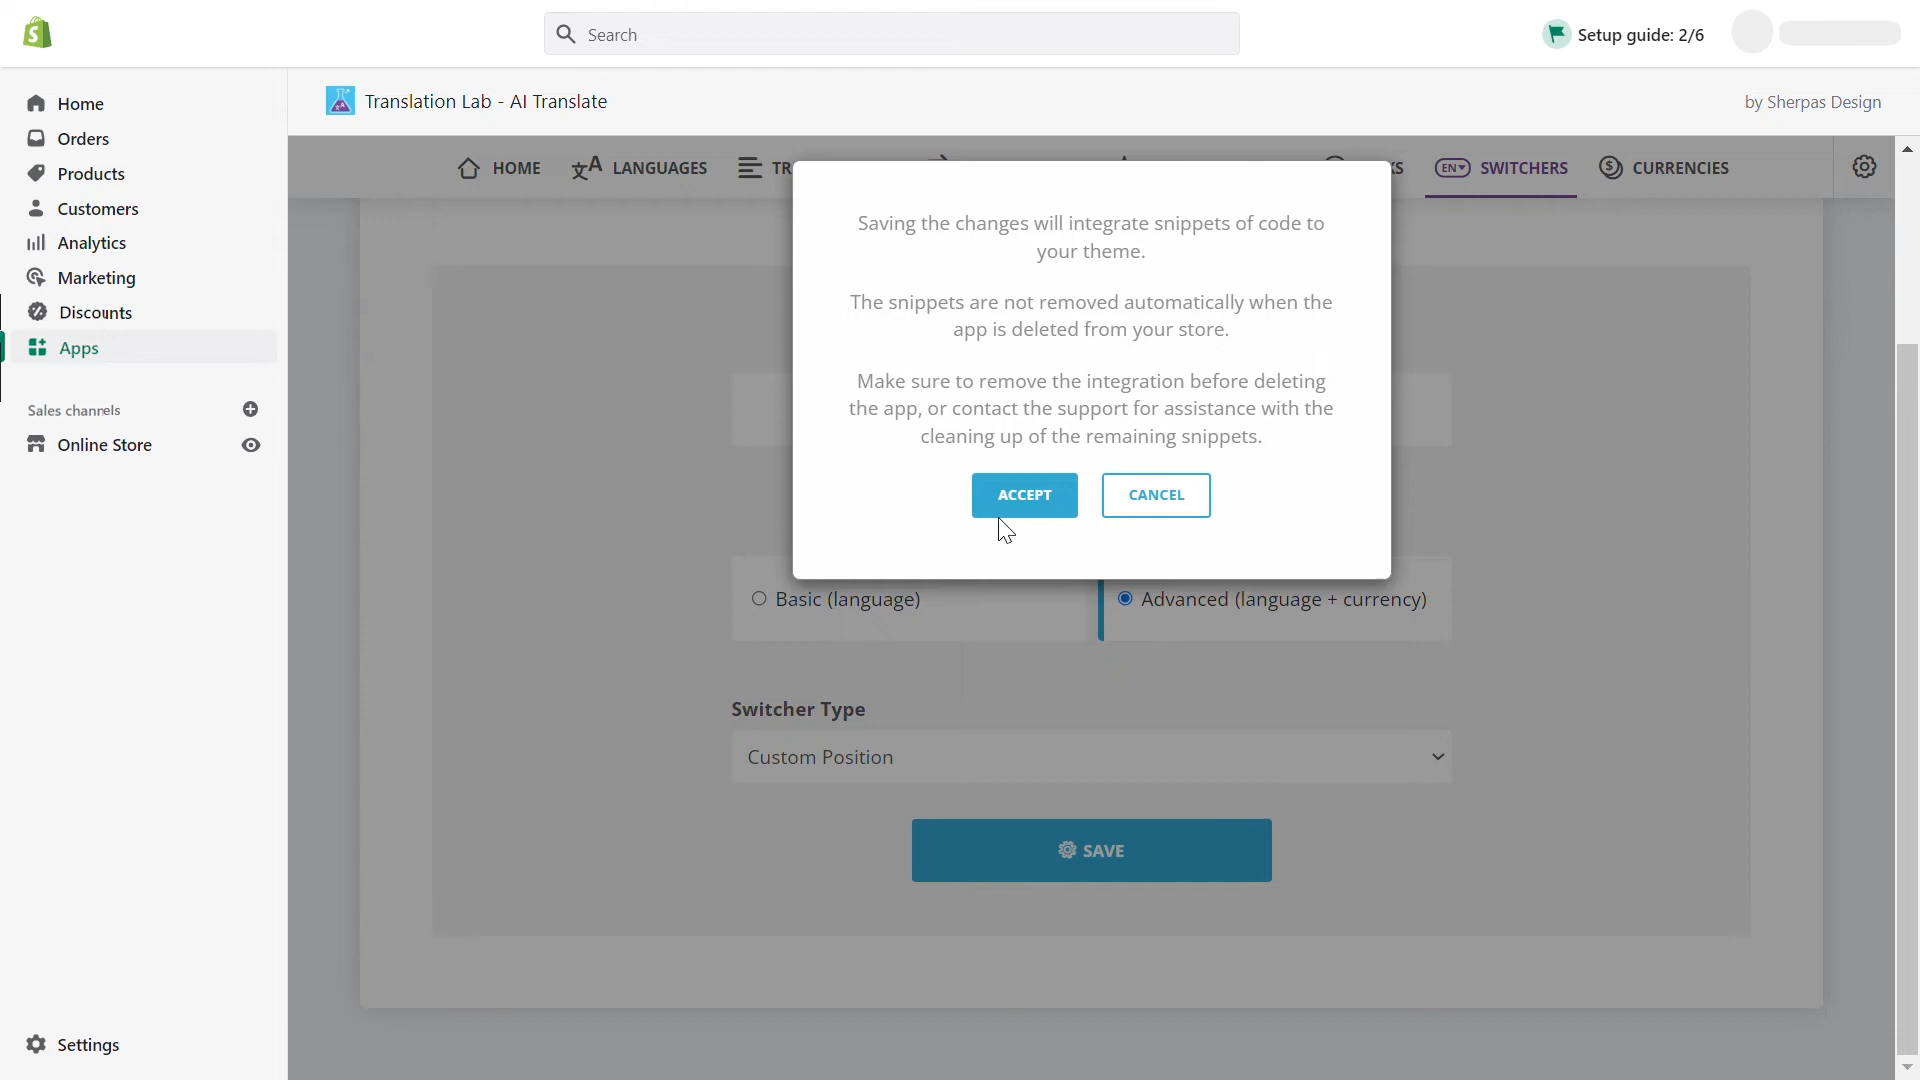 Search
Setup guide: 2/6
Home
Orders
Products
Customers
Analytics
Marketing
Discounts
Apps
Sales channels
Online Store
Settings
Translation Lab - AI Translate
by Sherpas Design
HOME
LANGUAGES
TR
KS
EN
SWITCHERS
CURRENCIES
Saving the changes will integrate snippets of code to
your theme.
The snippets are not removed automatically when the
app is deleted from your store.
Make sure to remove the integration before deleting
the app, or contact the support for assistance with the
cleaning up of the remaining snippets.
ACCEPT
CANCEL
Basic (language)
Advanced (language + currency)
Switcher Type
Custom Position
SAVE